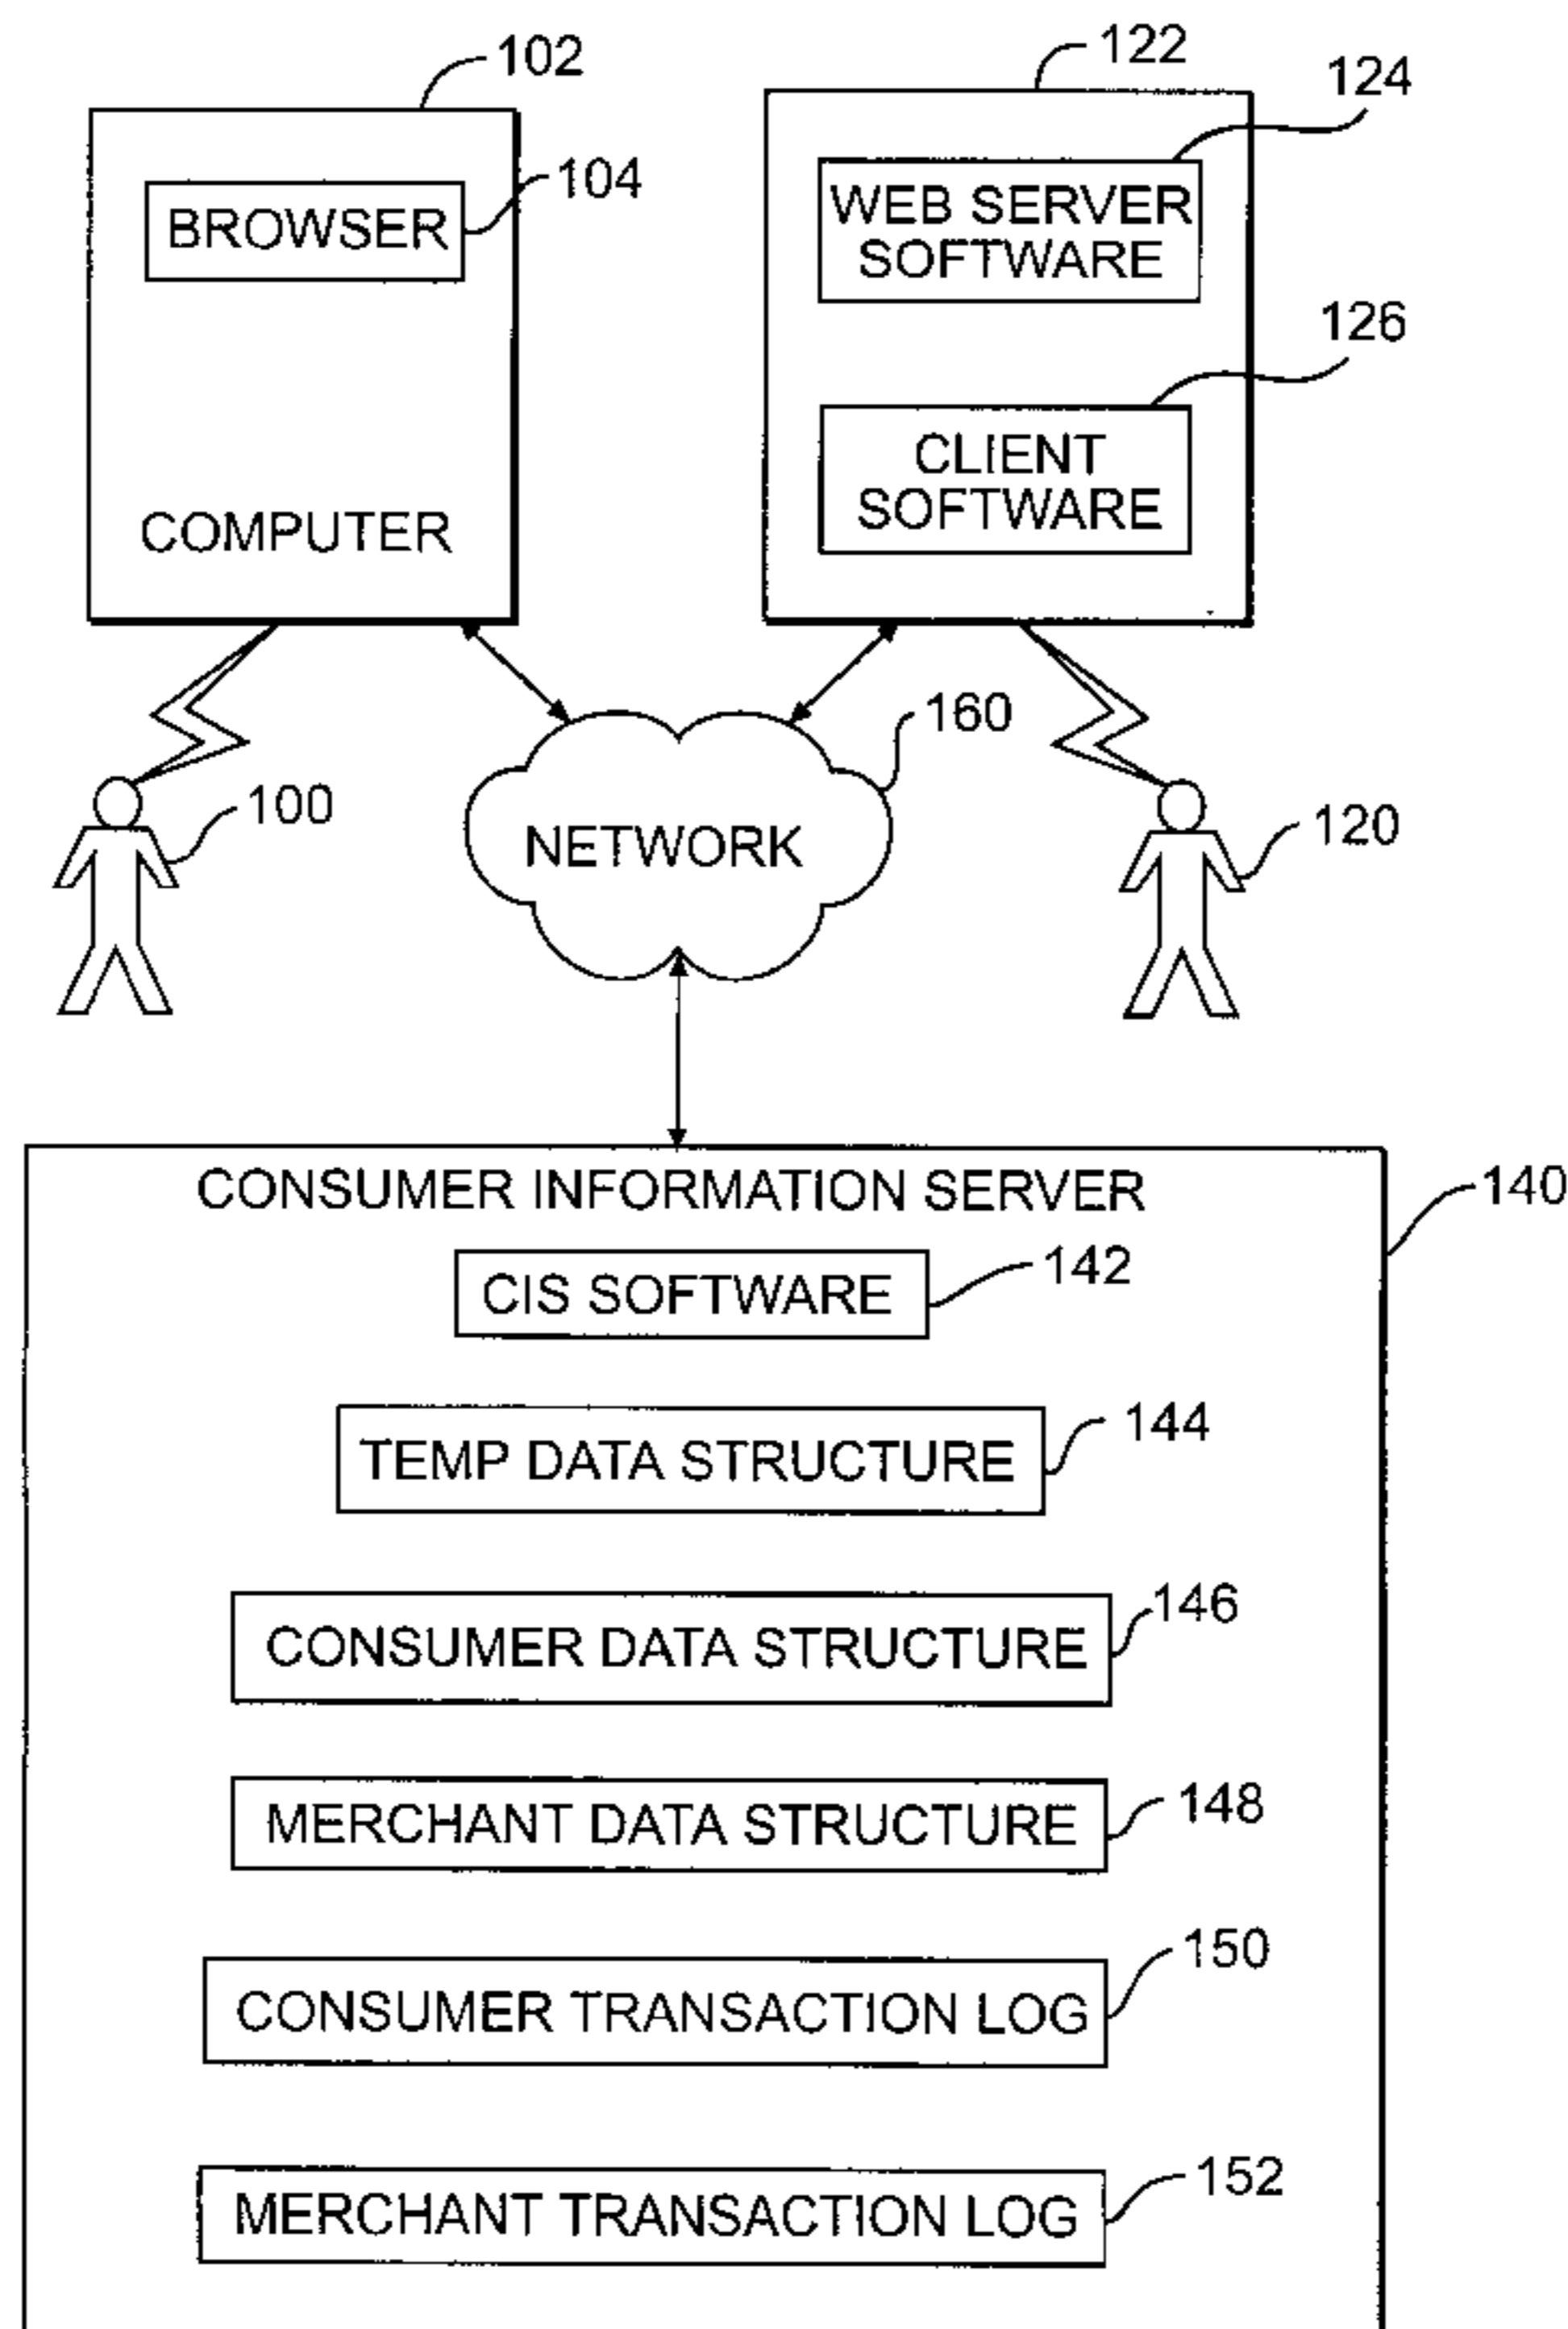 102
122
124
104
BROWSER
WEB SERVER
SOFTWARE
126
CLIENT
SOFTWARE
COMPUTER
160
100
NETWORK
120
CONSUMER INFORMATION SERVER
140
CIS SOFTWARE
142
TEMP DATA STRUCTURE
144
CONSUMER DATA STRUCTURE
146
MERCHANT DATA STRUCTURE
148
CONSUMER TRANSACTION LOG
150
MERCHANT TRANSACTION LOG
152